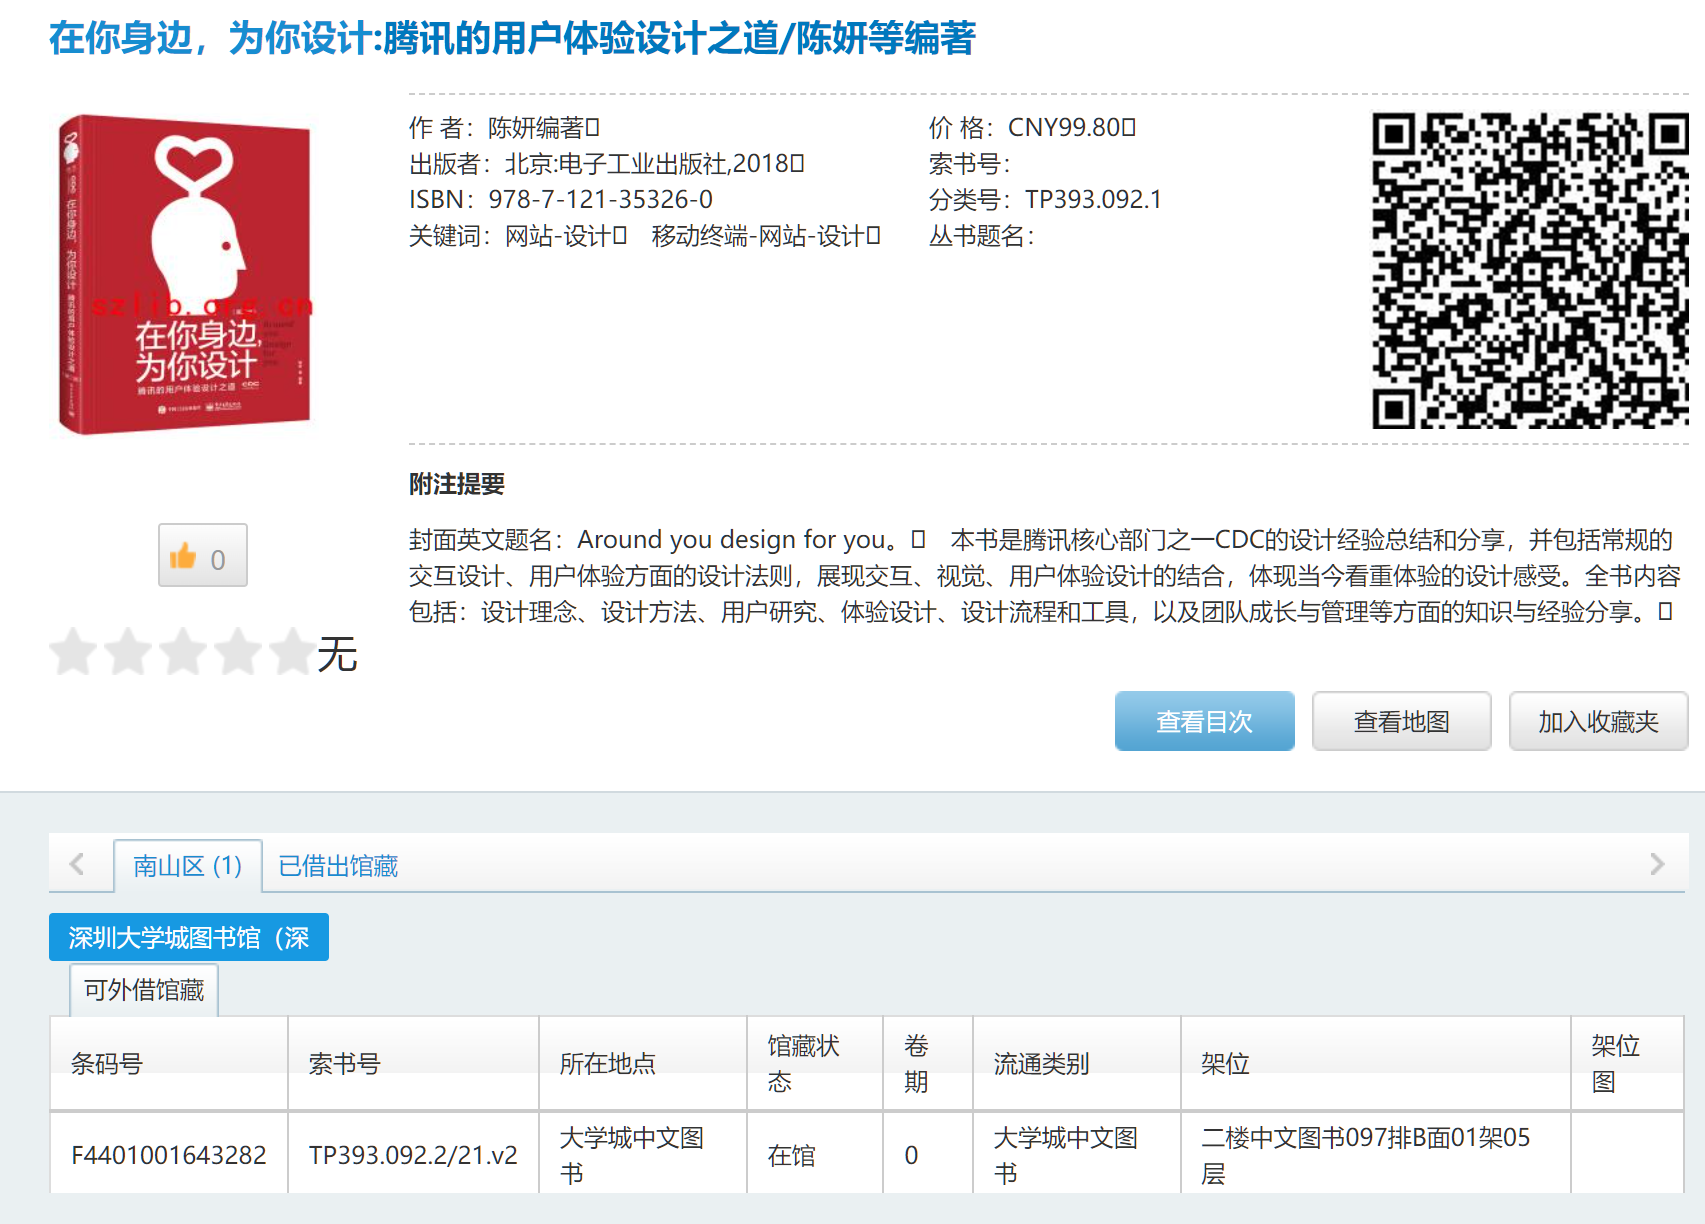 在你身边，为你设计:腾讯的用户体验设计之道/陈妍等编著
szlib.org.cn
在你身边,
为你设计
腾讯的用户体验设计之道
在你身边，为你设计
作 者：陈妍编著
出版者：北京:电子工业出版社,2018
ISBN：978-7-121-35326-0
关键词：网站-设计 移动终端-网站-设计
价 格：CNY99.80
索书号：
分类号：TP393.092.1
丛书题名：
附注提要
封面英文题名：Around you design for you。 本书是腾讯核心部门之一CDC的设计经验总结和分享，并包括常规的
交互设计、用户体验方面的设计法则，展现交互、视觉、用户体验设计的结合，体现当今看重体验的设计感受。全书内容
包括：设计理念、设计方法、用户研究、体验设计、设计流程和工具，以及团队成长与管理等方面的知识与经验分享。
0
无
查看目次 查看地图 加入收藏夹
南山区 (1) 已借出馆藏
深圳大学城图书馆（深
可外借馆藏
条码号 索书号 所在地点 馆藏状态 卷期 流通类别 架位 架位图
F4401001643282 TP393.092.2/21.v2 大学城中文图书 在馆 0 大学城中文图书 二楼中文图书097排B面01架05层